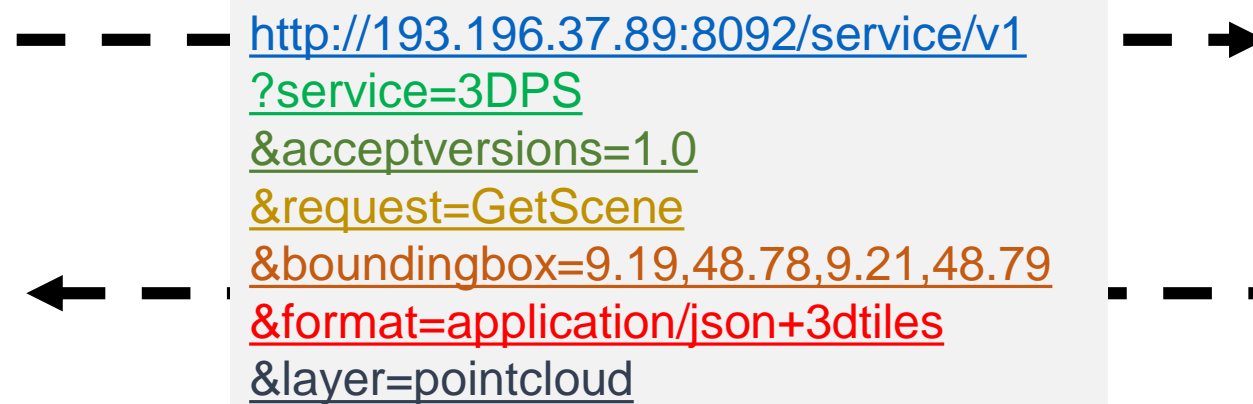 http://193.196.37.89:8092/service/v1
?service=3DPS
&acceptversions=1.0
&request=GetScene
&boundingbox=9.19,48.78,9.21,48.79
&format=application/json+3dtiles
&layer=pointcloud